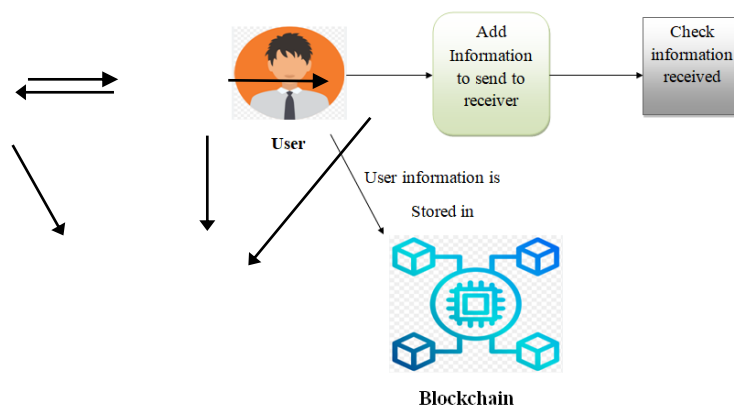 Add
Information
to send to
receiver
Check
information
received
User
User information is
Stored in
Blockchain